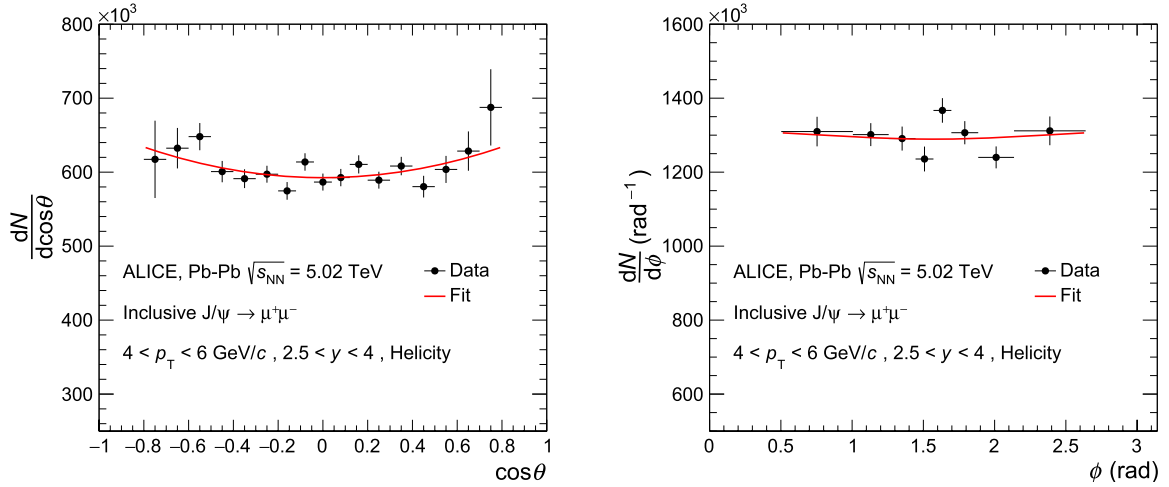 ×10³
800
700
600
500
400
300
dN
dcosθ
ALICE, Pb-Pb √sNN = 5.02 TeV
Inclusive J/ψ → μ⁺μ⁻
4 < pT < 6 GeV/c , 2.5 < y < 4 , Helicity
Data
Fit
−1 −0.8 −0.6 −0.4 −0.2 0 0.2 0.4 0.6 0.8 1
cosθ
×10³
1600
1400
1200
1000
800
600
dN
dϕ (rad⁻¹)
ALICE, Pb-Pb √sNN = 5.02 TeV
Inclusive J/ψ → μ⁺μ⁻
4 < pT < 6 GeV/c , 2.5 < y < 4 , Helicity
Data
Fit
0 0.5 1 1.5 2 2.5 3
ϕ (rad)